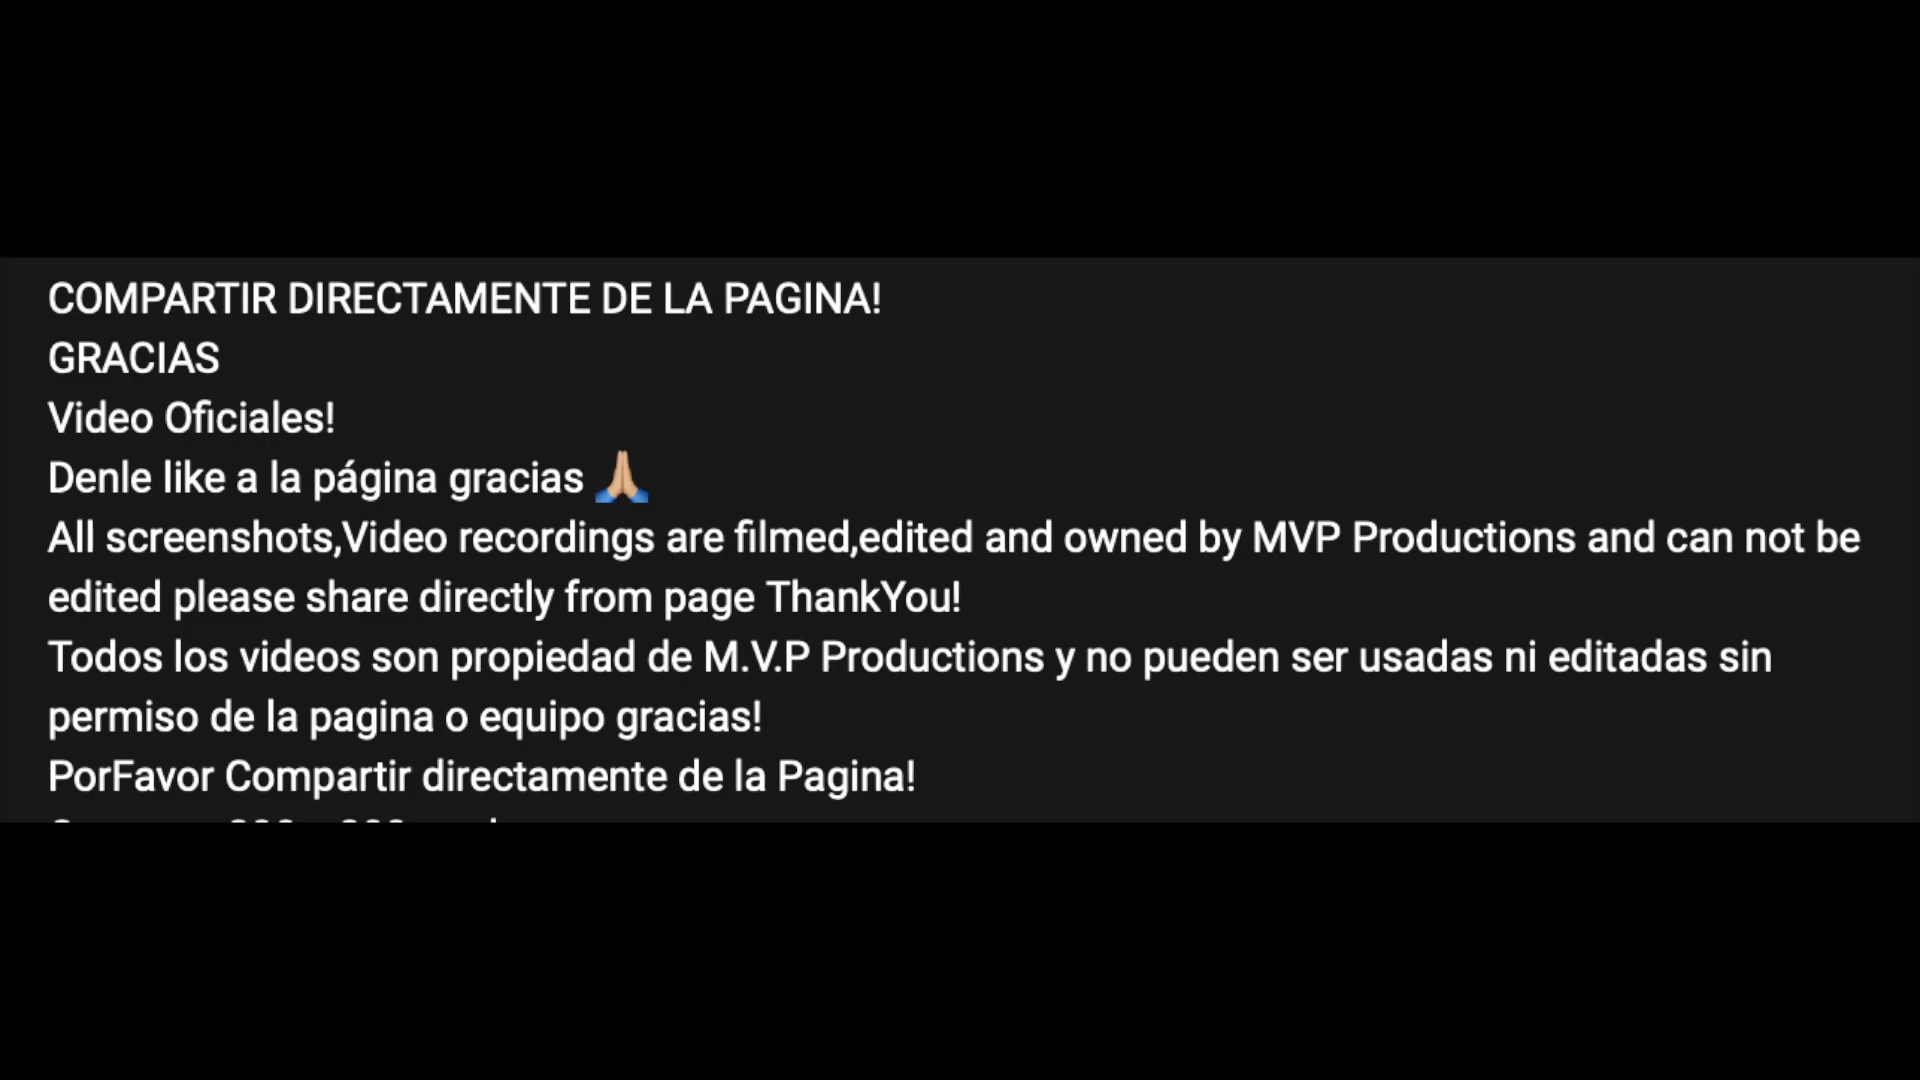 COMPARTIR DIRECTAMENTE DE LA PAGINA!
GRACIAS
Video Oficiales!
Denle like a la página gracias 🙏🏼
All screenshots,Video recordings are filmed,edited and owned by MVP Productions and can not be
edited please share directly from page ThankYou!
Todos los videos son propiedad de M.V.P Productions y no pueden ser usadas ni editadas sin
permiso de la pagina o equipo gracias!
PorFavor Compartir directamente de la Pagina!